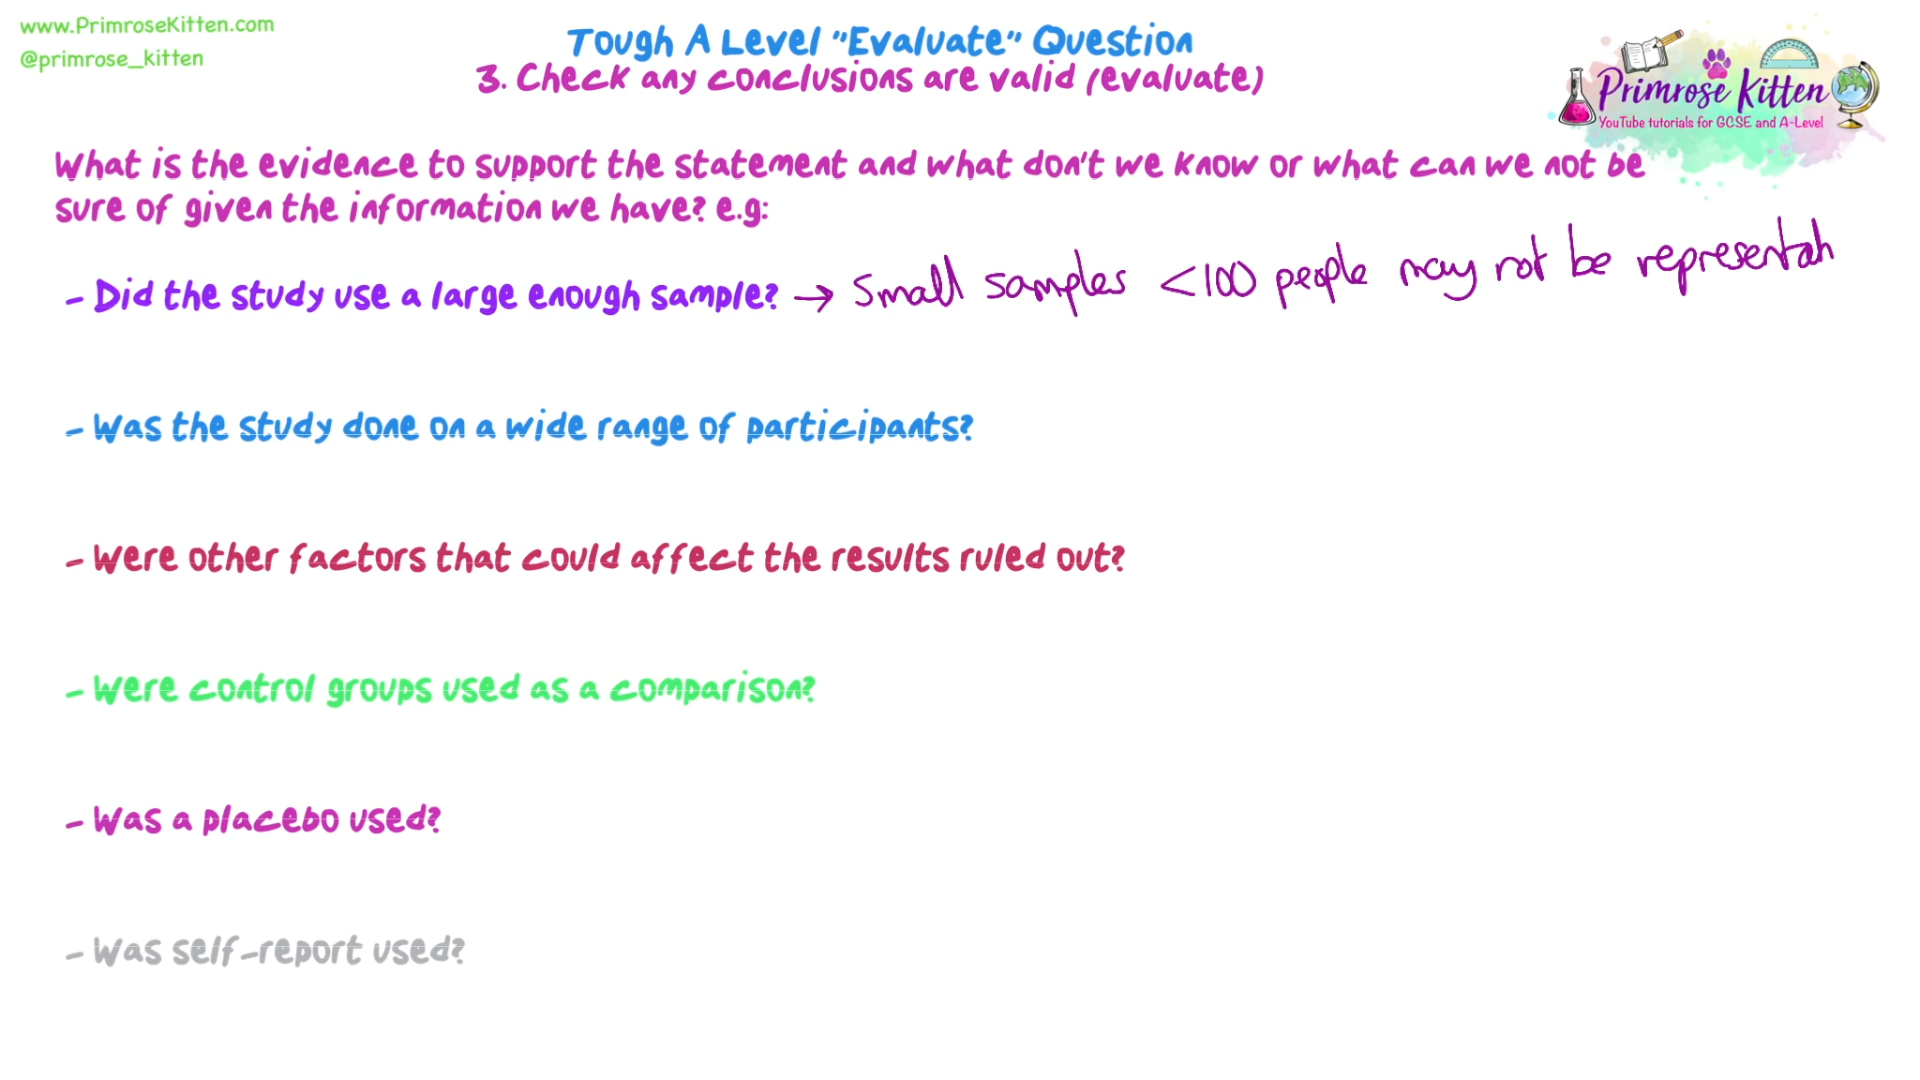 www.PrimroseKitten.com
@primrose_kitten
Tough A Level "Evaluate" Question
3. Check any conclusions are valid (evaluate)
Primrose Kitten
YouTube tutorials for GCSE and A-Level
What is the evidence to support the statement and what don't we know or what can we not be
sure of given the information we have? e.g:
- Did the study use a large enough sample? → Small samples <100 people may not be
- Was the study done on a wide range of participants?
- Were other factors that could affect the results ruled out?
- Were control groups used as a comparison?
- Was a placebo used?
- Was self-report used?